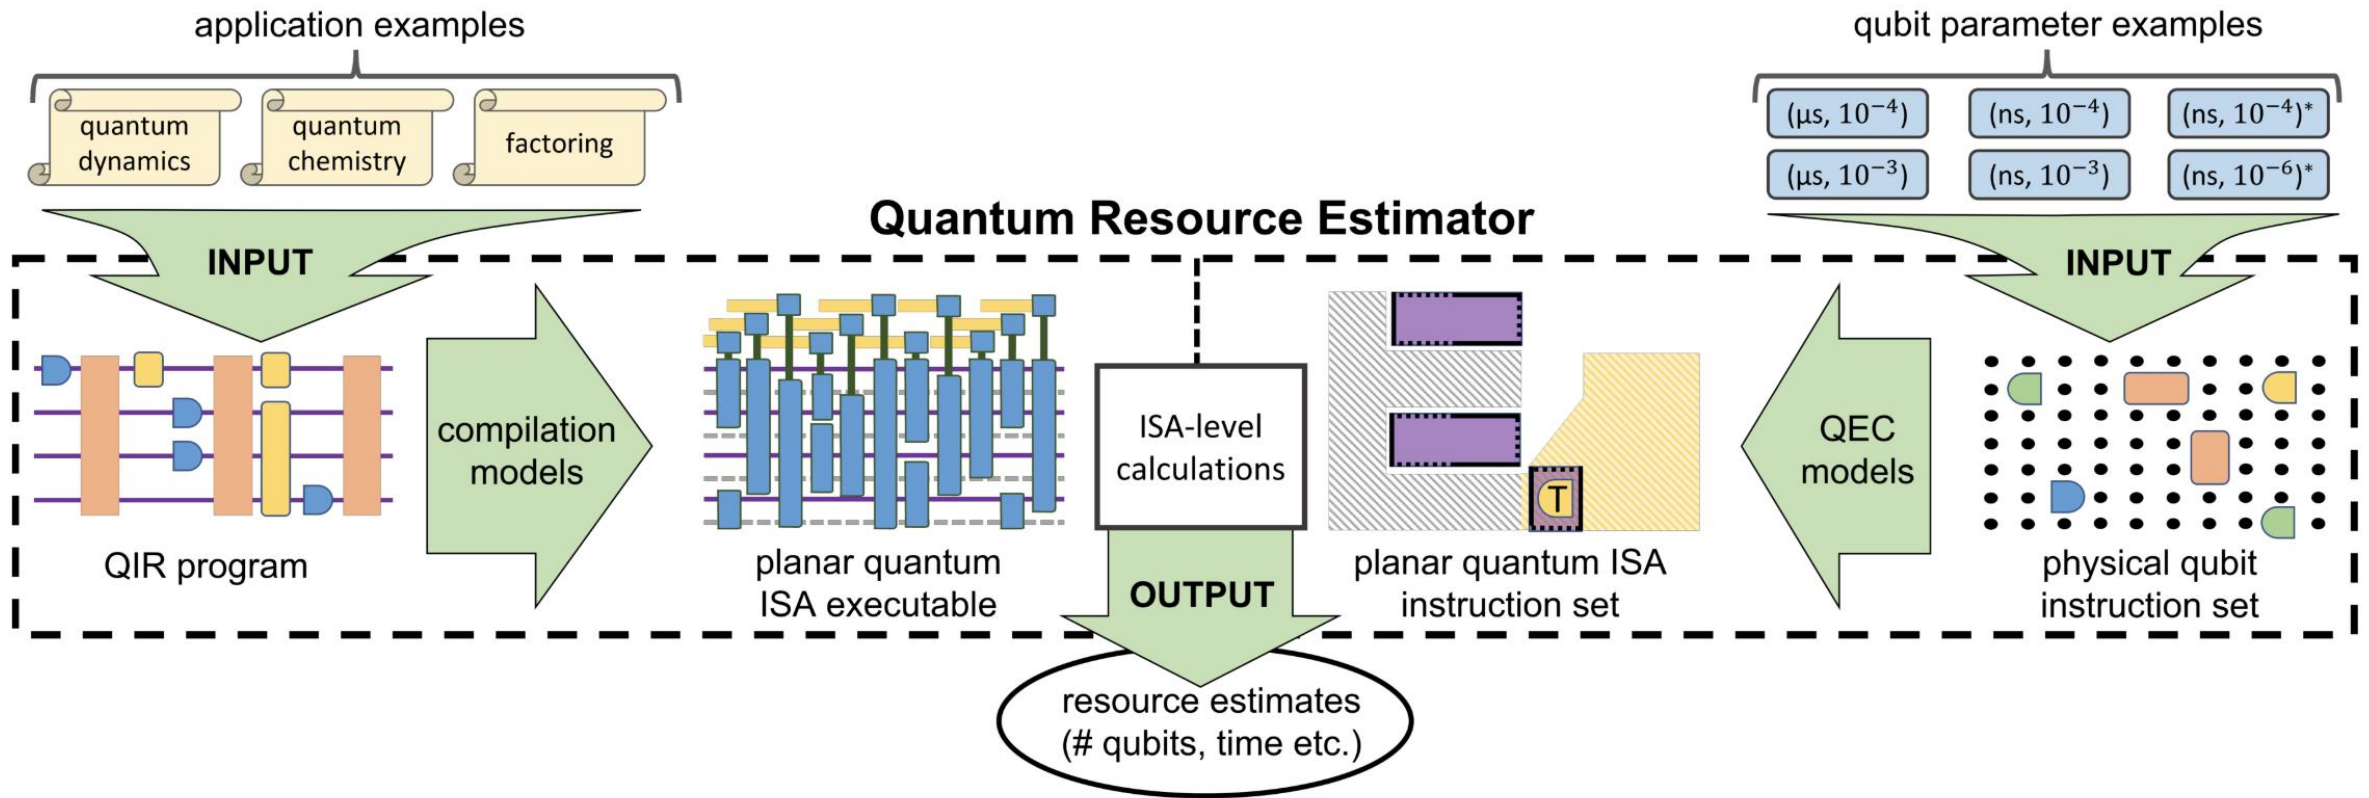 application examples
qubit parameter examples
quantum
dynamics
quantum
chemistry
factoring
(µs, 10⁻⁴)
(ns, 10⁻⁴)
(ns, 10⁻⁴)*
(µs, 10⁻³)
(ns, 10⁻³)
(ns, 10⁻⁶)*
Quantum Resource Estimator
INPUT
INPUT
compilation
models
ISA-level
calculations
T
QEC
models
QIR program
planar quantum
ISA executable
OUTPUT
planar quantum ISA
instruction set
physical qubit
instruction set
resource estimates
(# qubits, time etc.)